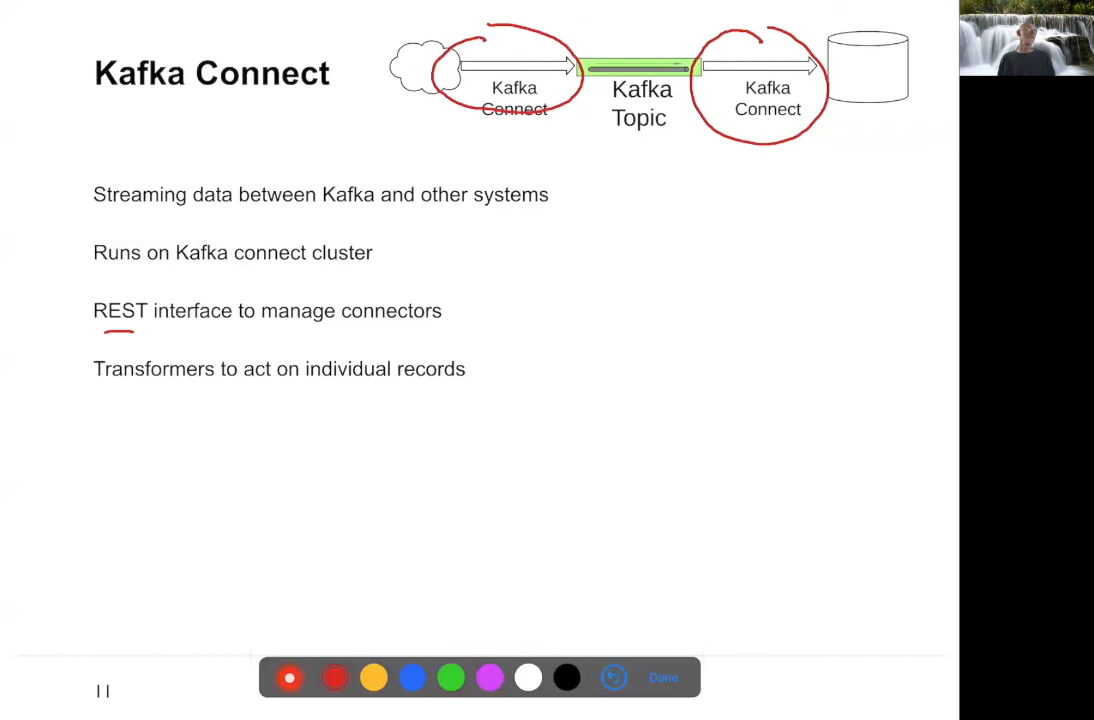 Kafka Connect
Kafka
Connect
Kafka
Topic
Kafka
Connect
Streaming data between Kafka and other systems
Runs on Kafka connect cluster
REST interface to manage connectors
Transformers to act on individual records
11
Done